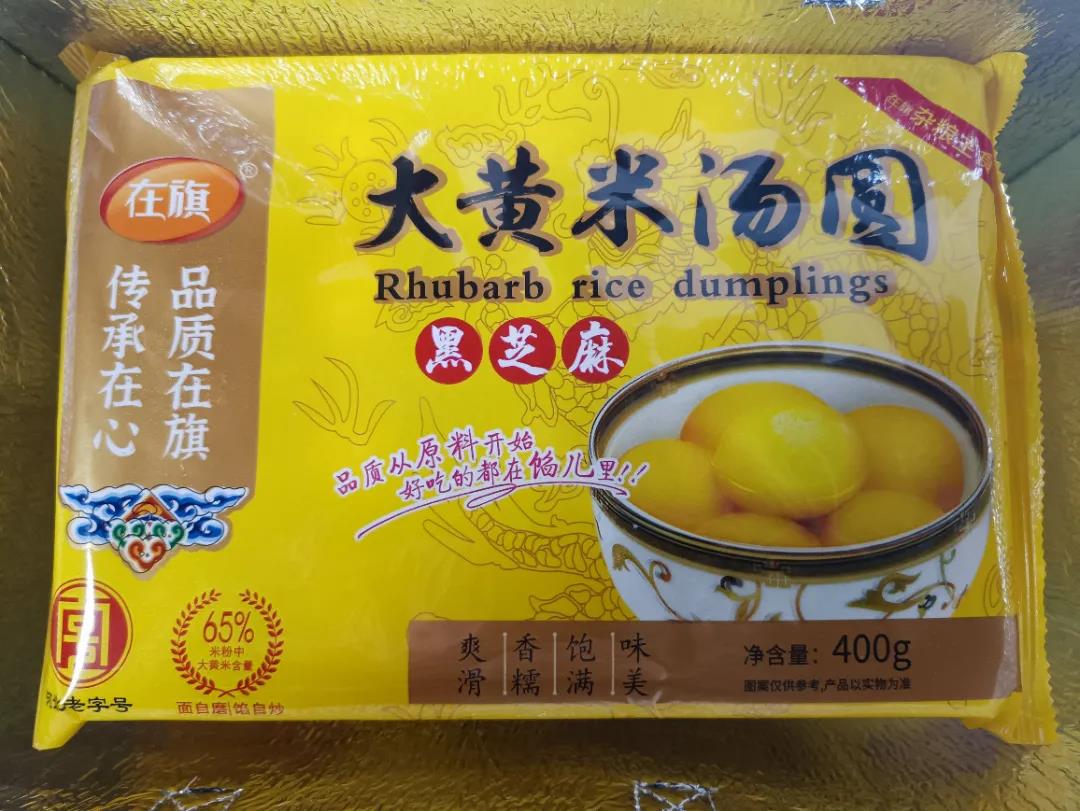 在旗®
品质在旗
传承在心
大黄米汤圆
Rhubarb rice dumplings
黑芝麻
品质从原料开始
好吃的都在馅儿里!!
65%
米粉中
大黄米含量
面自磨|馅自炒
老字号
爽滑|香糯|饱满|味美
净含量：400g
图案仅供参考,产品以实物为准
在旗 杂粮